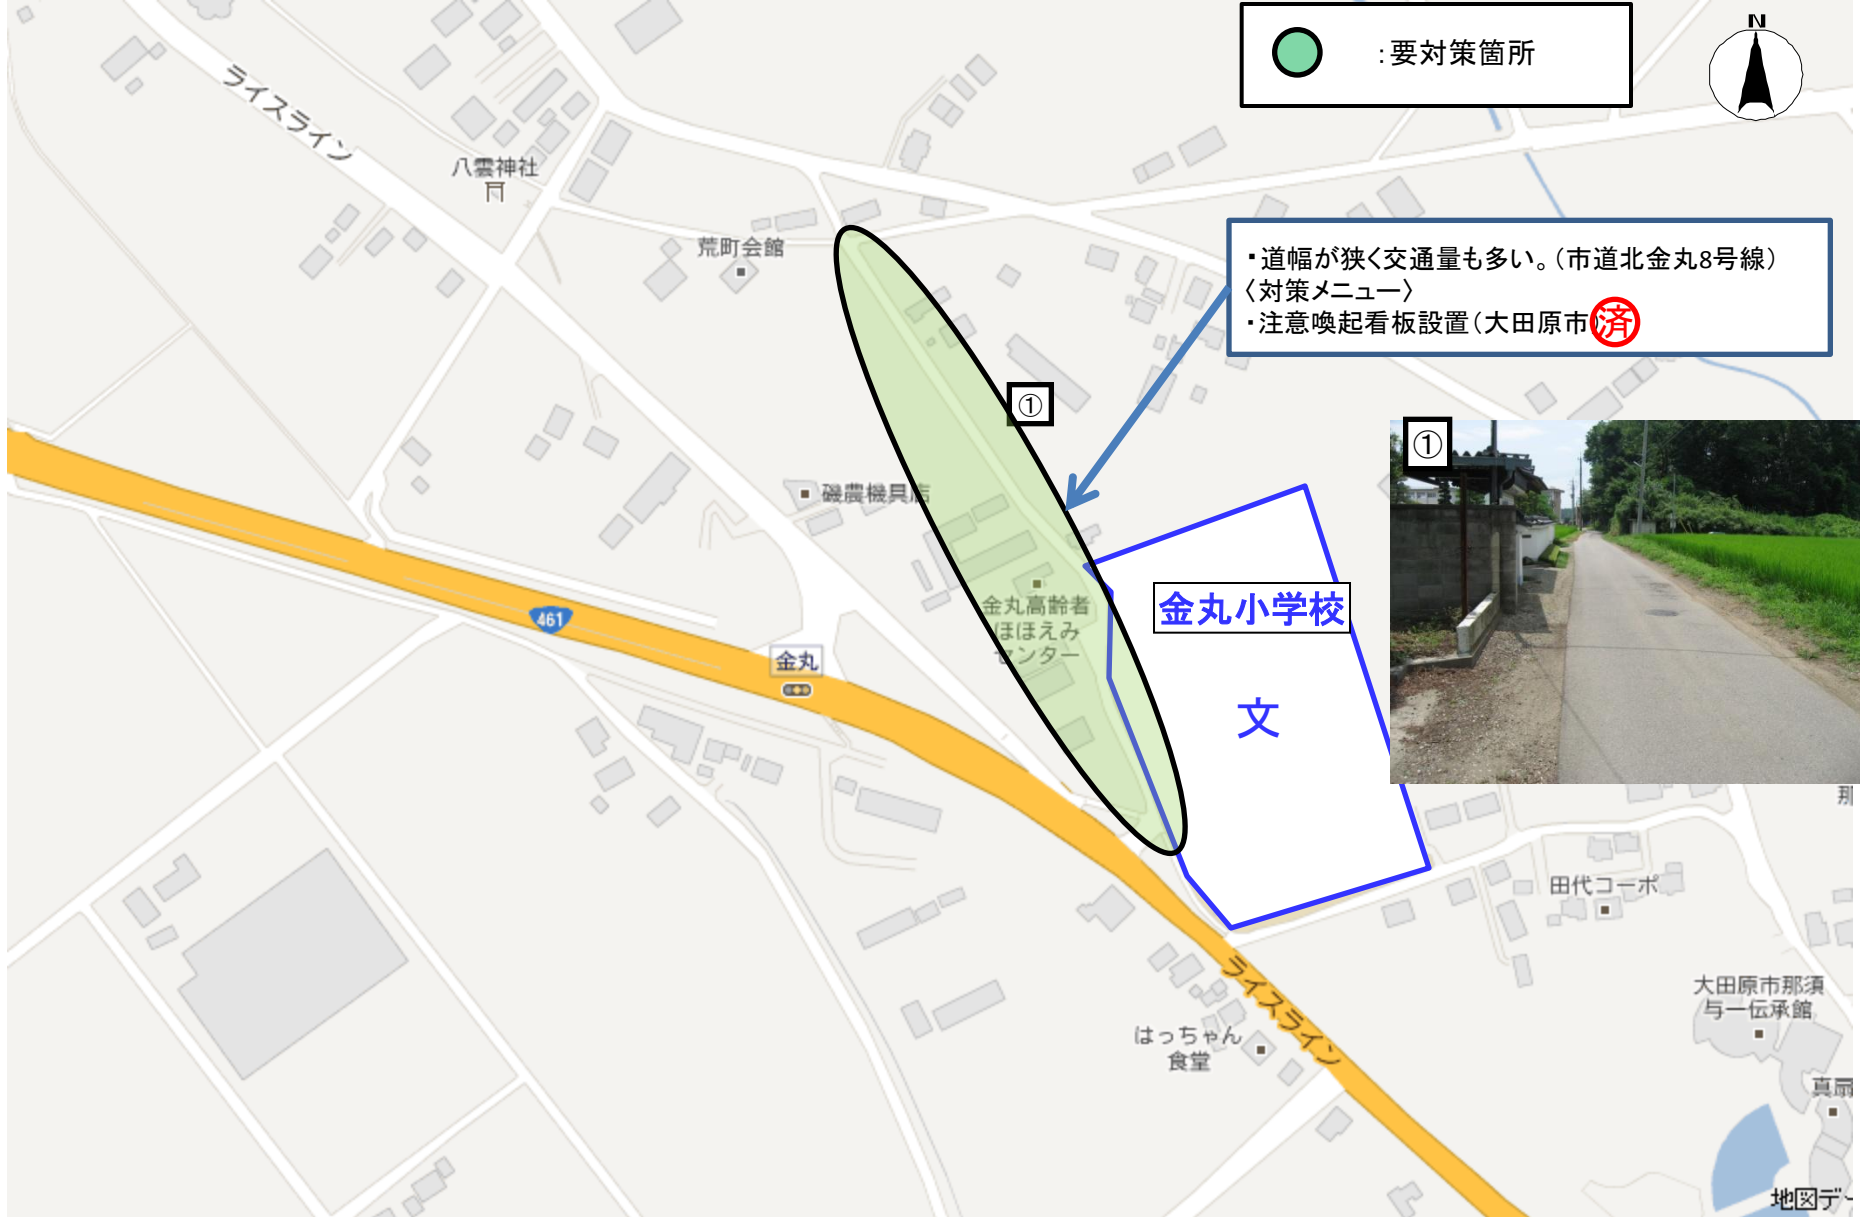 :要対策箇所
N
ライスライン
八雲神社
荒町会館
・道幅が狭く交通量も多い。(市道北金丸8号線)
〈対策メニュー〉
・注意喚起看板設置(大田原市)済
①
①
磯農機具店
金丸高齢者
ほほえみ
センター
金丸小学校
文
461
金丸
那
田代コーポ
ライスライン
大田原市那須
与一伝承館
はっちゃん
食堂
真扇
地図デー